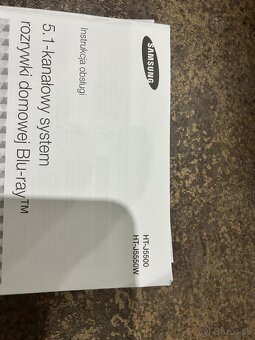 SAMSUNG
Instrukcja obsługi
5.1-kanałowy system
rozrywki domowej Blu-ray™
HT-J5500
HT-J5550W